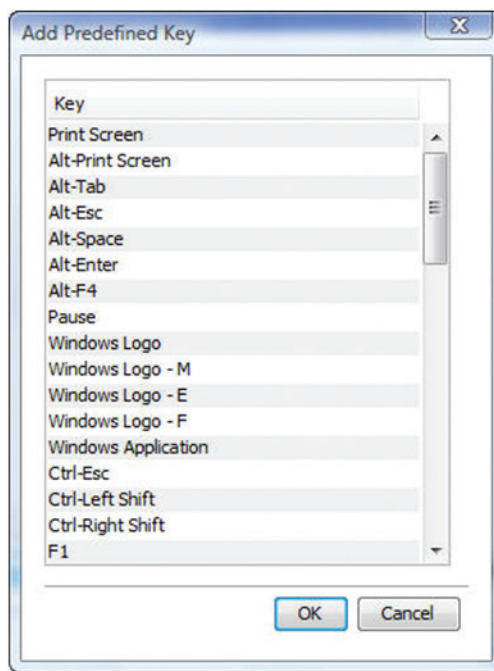 Add Predefined Key
Key
Print Screen
Alt-Print Screen
Alt-Tab
Alt-Esc
Alt-Space
Alt-Enter
Alt-F4
Pause
Windows Logo
Windows Logo - M
Windows Logo - E
Windows Logo - F
Windows Application
Ctrl-Esc
Ctrl-Left Shift
Ctrl-Right Shift
F1
OK Cancel